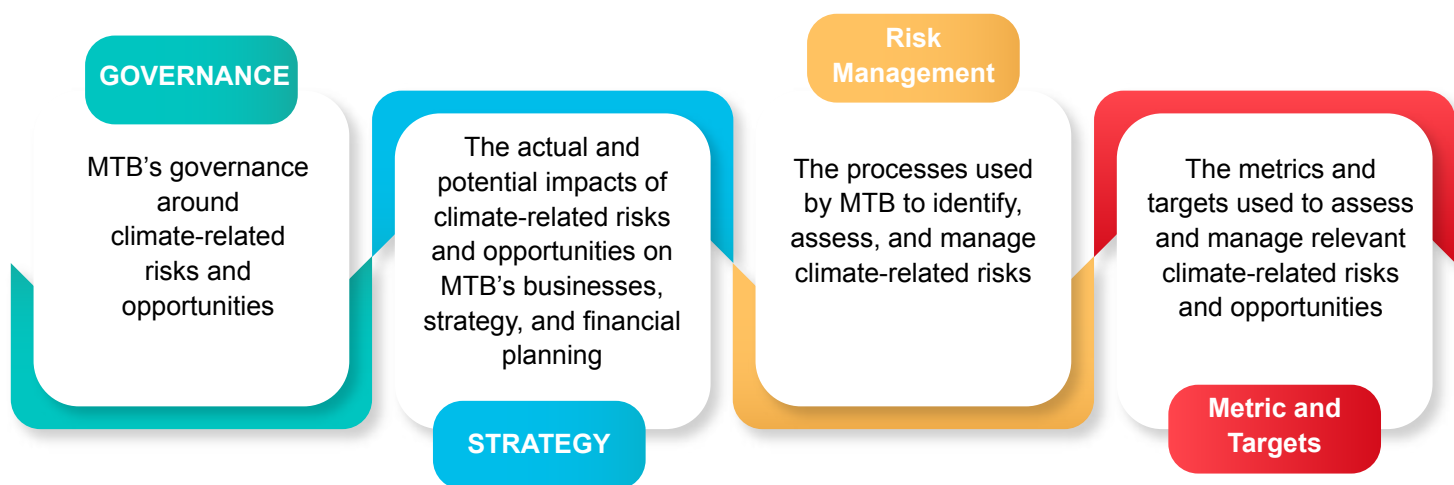 GOVERNANCE
MTB's governance
around
climate-related
risks and
opportunities
The actual and
potential impacts of
climate-related risks
and opportunities on
MTB's businesses,
strategy, and financial
planning
STRATEGY
Risk
Management
The processes used
by MTB to identify,
assess, and manage
climate-related risks
The metrics and
targets used to assess
and manage relevant
climate-related risks
and opportunities
Metric and
Targets